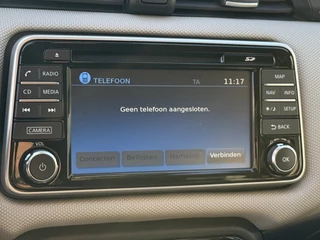 TELEFOON TA 11:17
Geen telefoon aangesloten.
Contacten Bellijsten Verbinden
RADIO
CD MEDIA
CAMERA
VOL
MAP
NAV INFO
SETUP
BACK
OK
SD